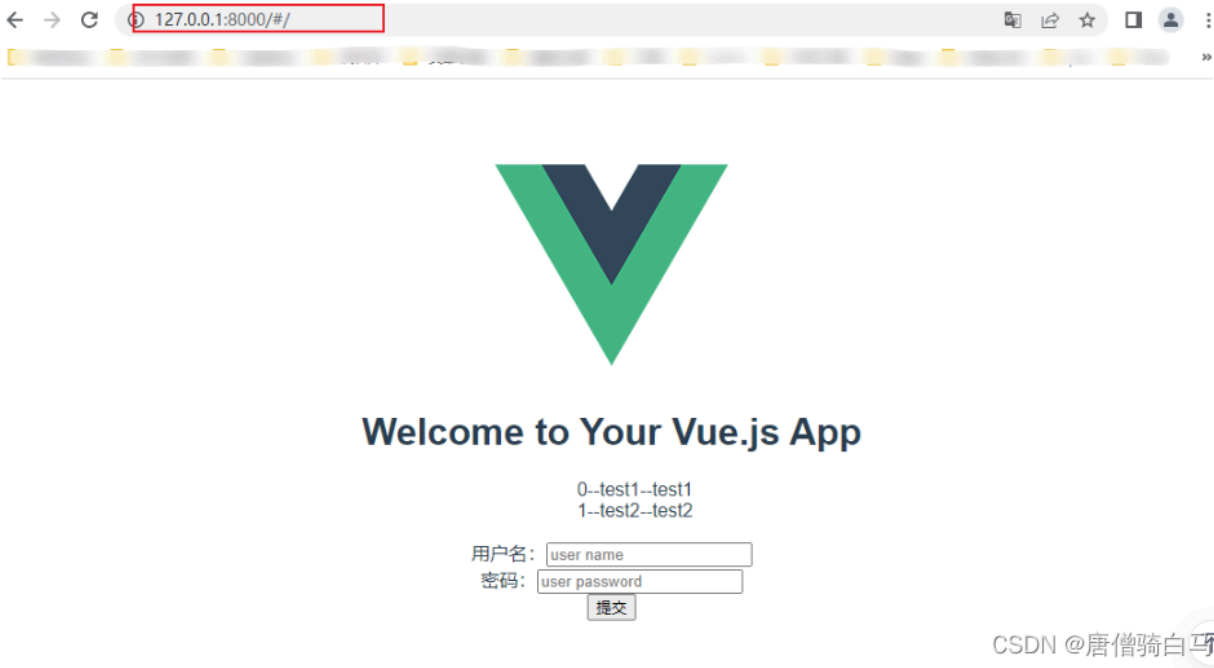 127.0.0.1:8000/#/
Welcome to Your Vue.js App
0--test1--test1
1--test2--test2
用户名： user name
密码： user password
提交
CSDN @唐僧骑白马